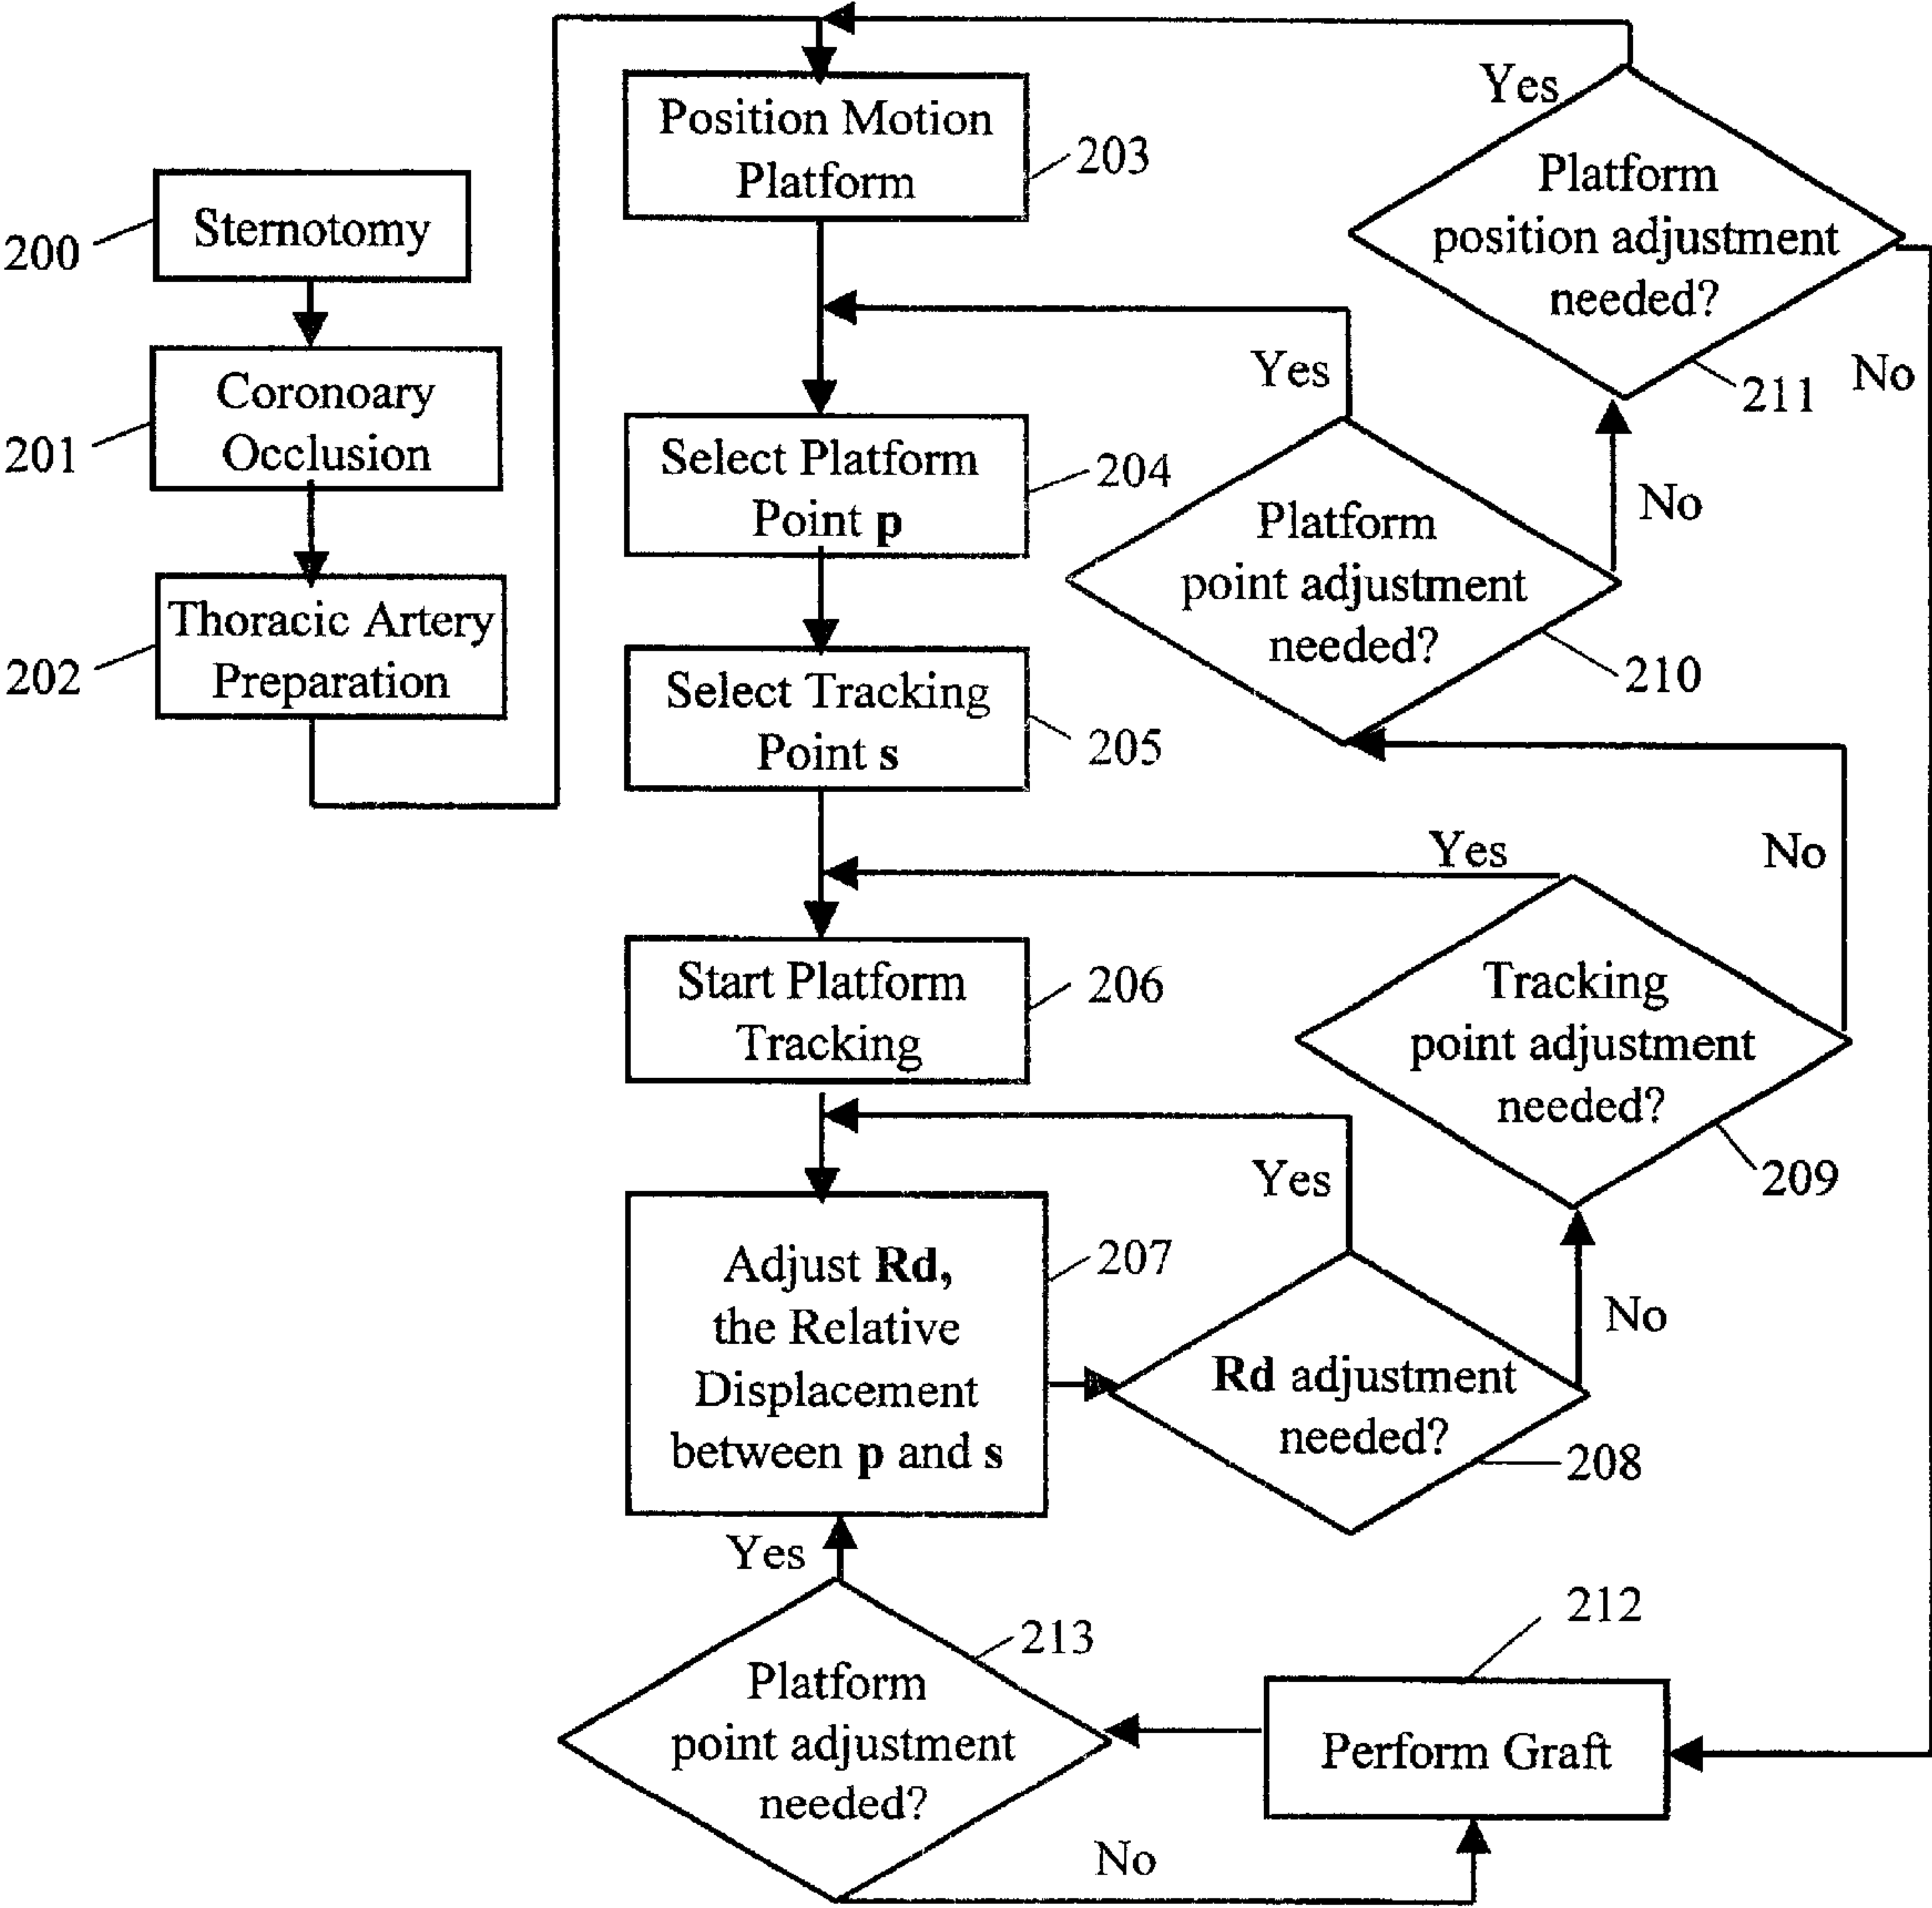 200
Sternotomy
201
Coronoary
Occlusion
202
Thoracic Artery
Preparation
Position Motion
Platform
203
Select Platform
Point p
204
Select Tracking
Point s
205
Start Platform
Tracking
206
Adjust Rd,
the Relative
Displacement
between p and s
207
Rd adjustment
needed?
208
Yes
No
Tracking
point adjustment
needed?
209
Yes
No
Platform
point adjustment
needed?
210
Yes
No
Platform
position adjustment
needed?
211
Yes
No
212
Perform Graft
213
Platform
point adjustment
needed?
Yes
No